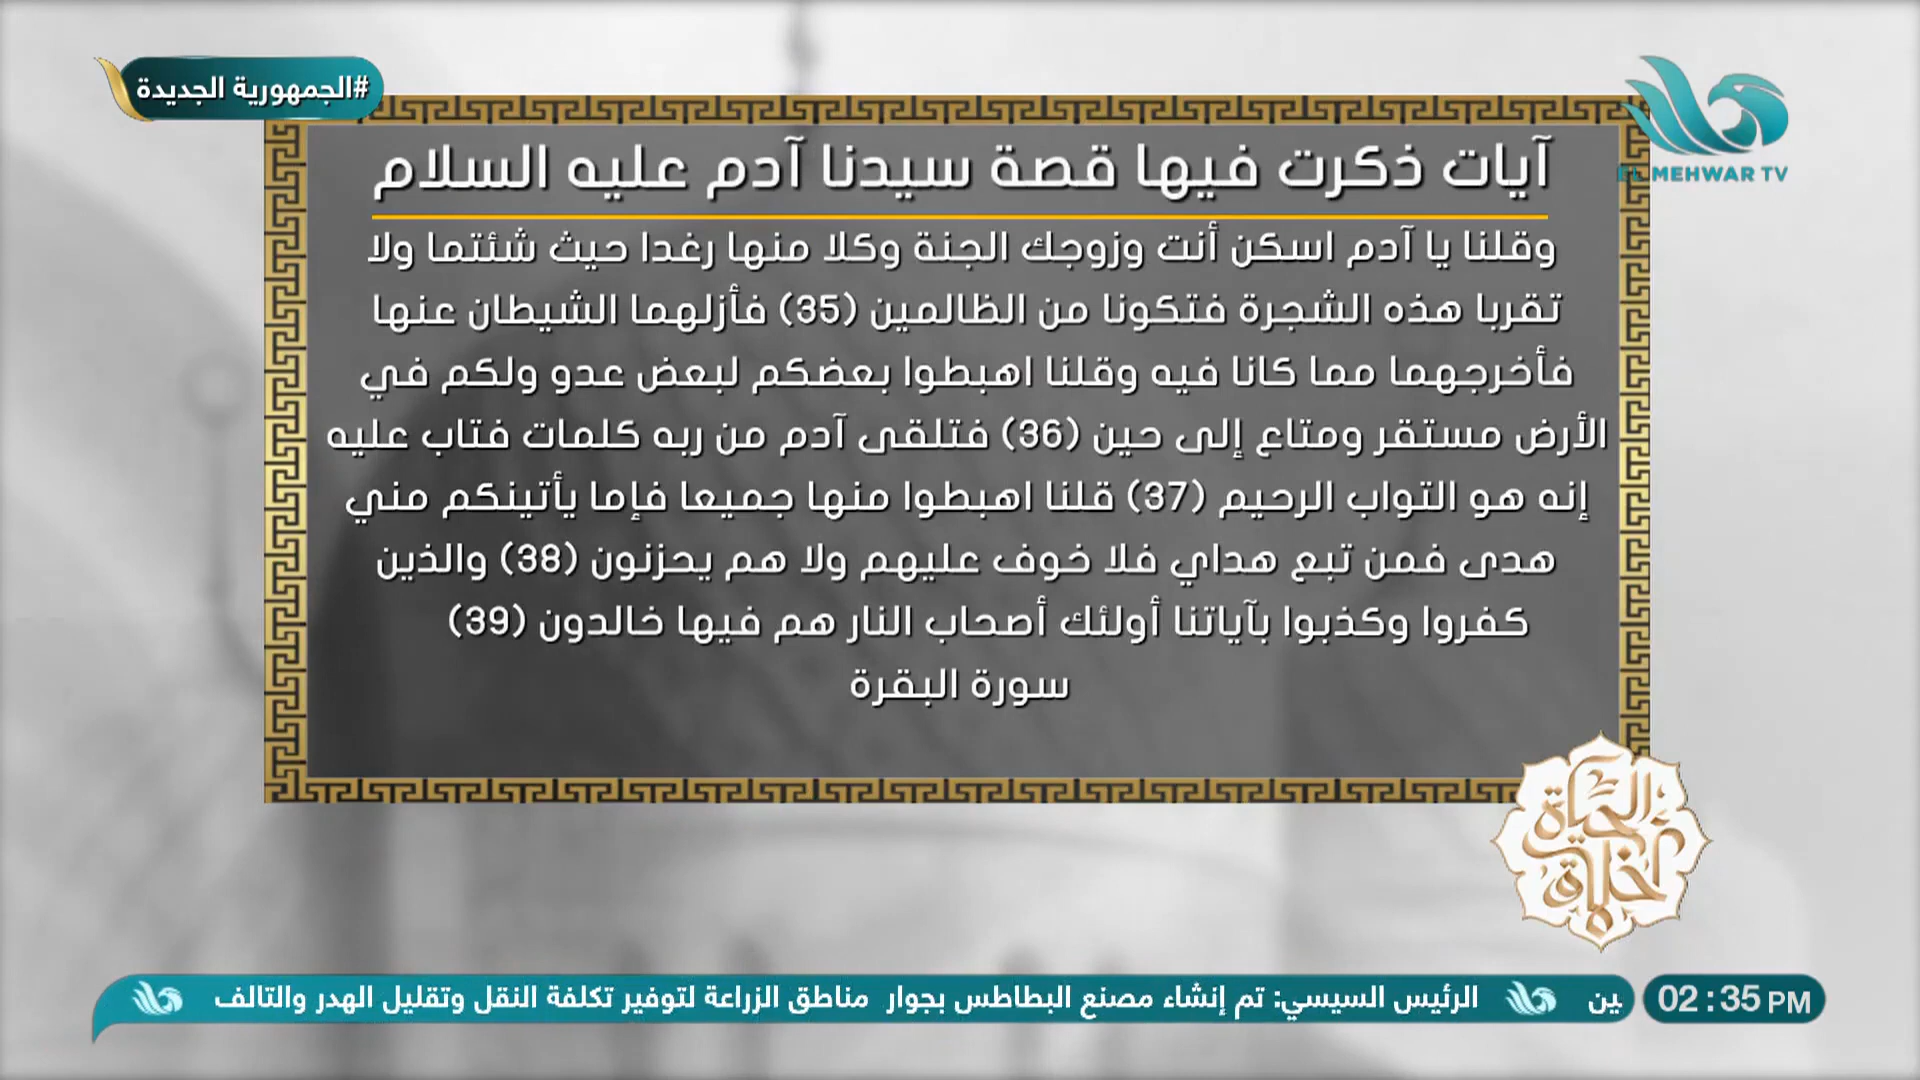 #الجمهورية الجديدة
EL MEHWAR TV
آيات ذكرت فيها قصة سيدنا آدم عليه السلام
وقلنا يا آدم اسكن أنت وزوجك الجنة وكلا منها رغدا حيث شئتما ولا
تقربا هذه الشجرة فتكونا من الظالمين (35) فأزلهما الشيطان عنها
فأخرجهما مما كانا فيه وقلنا اهبطوا بعضكم لبعض عدو ولكم في
الأرض مستقر ومتاع إلى حين (36) فتلقى آدم من ربه كلمات فتاب عليه
إنه هو التواب الرحيم (37) قلنا اهبطوا منها جميعا فإما يأتينكم مني
هدى فمن تبع هداي فلا خوف عليهم ولا هم يحزنون (38) والذين
كفروا وكذبوا بآياتنا أولئك أصحاب النار هم فيها خالدون (39)
سورة البقرة
الحياة
أخلاق
ين الرئيس السيسي: تم إنشاء مصنع البطاطس بجوار مناطق الزراعة لتوفير تكلفة النقل وتقليل الهدر والتالف
02:35 PM